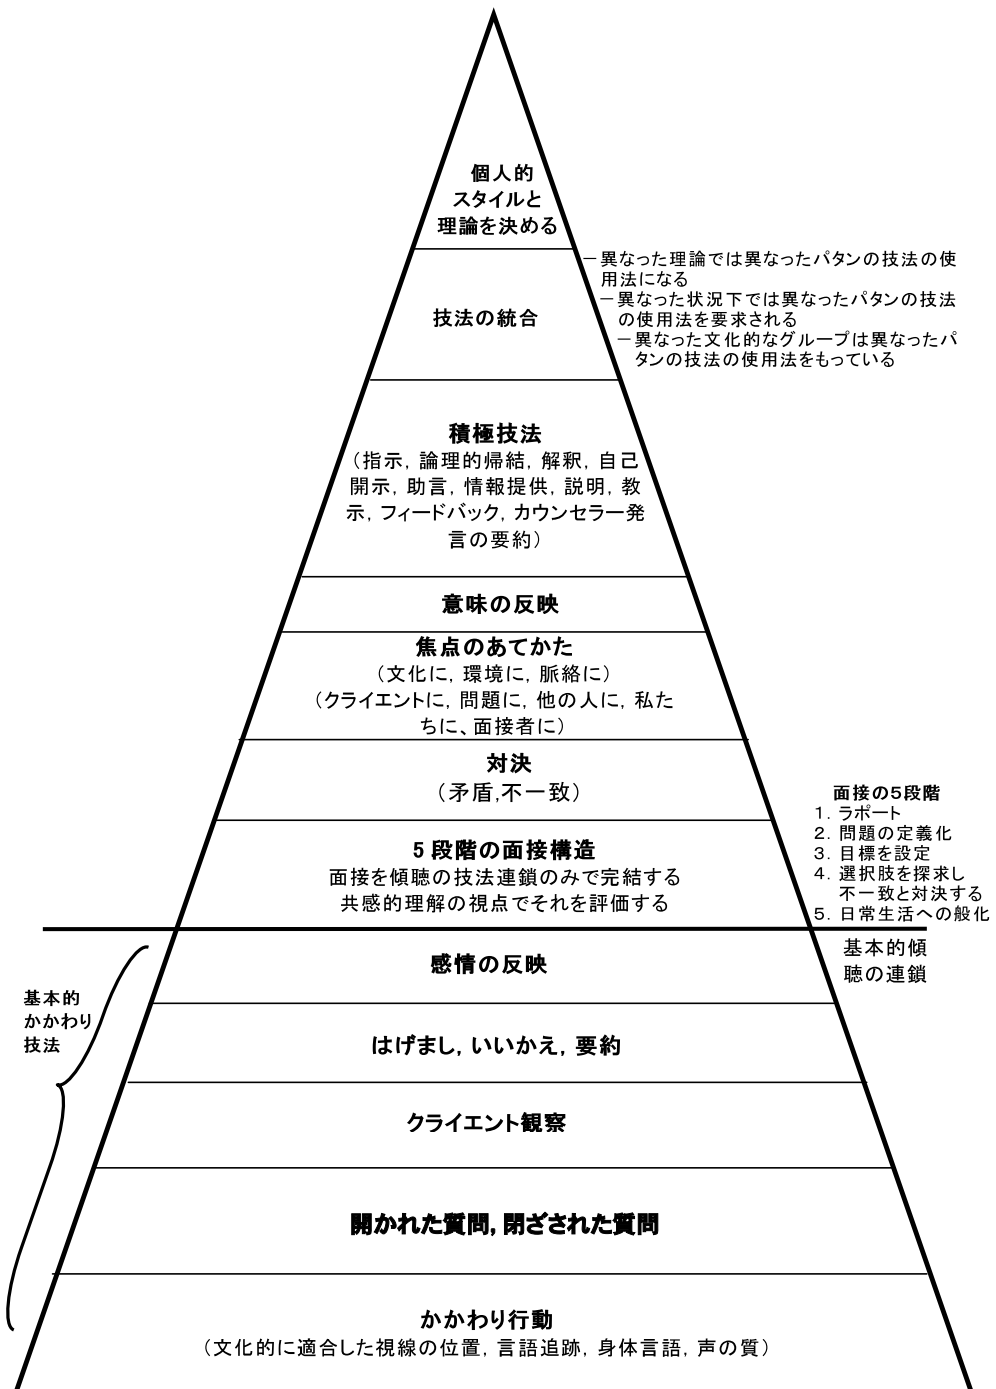 個人的
スタイルと
理論を決める
－異なった理論では異なったパタンの技法の使
用法になる
－異なった状況下では異なったパタンの技法
の使用法を要求される
－異なった文化的なグループは異なったパ
タンの技法の使用法をもっている
技法の統合
積極技法
（指示，論理的帰結，解釈，自己
開示，助言，情報提供，説明，教
示，フィードバック，カウンセラー発
言の要約）
意味の反映
焦点のあてかた
（文化に，環境に，脈絡に）
（クライエントに，問題に，他の人に，私た
ちに、面接者に）
対決
（矛盾,不一致）
5 段階の面接構造
面接を傾聴の技法連鎖のみで完結する
共感的理解の視点でそれを評価する
面接の5段階
1. ラポート
2. 問題の定義化
3. 目標を設定
4. 選択肢を探求し
不一致と対決する
5. 日常生活への般化
基本的傾
聴の連鎖
基本的
かかわり
技法
感情の反映
はげまし，いいかえ，要約
クライエント観察
開かれた質問，閉ざされた質問
かかわり行動
（文化的に適合した視線の位置，言語追跡，身体言語，声の質）